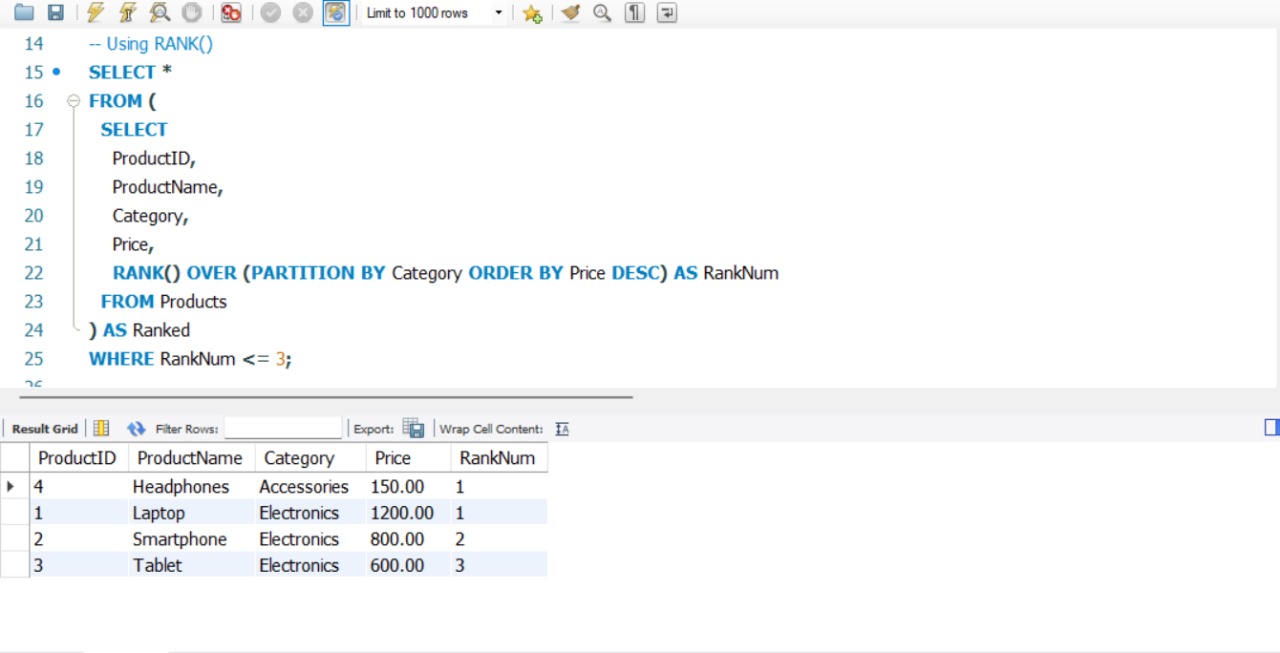 Limit to 1000 rows
14 -- Using RANK()
15 SELECT *
16 FROM (
17 SELECT
18 ProductID,
19 ProductName,
20 Category,
21 Price,
22 RANK() OVER (PARTITION BY Category ORDER BY Price DESC) AS RankNum
23 FROM Products
24 ) AS Ranked
25 WHERE RankNum <= 3;
26
Result Grid Filter Rows: Export: Wrap Cell Content:
ProductID ProductName Category Price RankNum
4 Headphones Accessories 150.00 1
1 Laptop Electronics 1200.00 1
2 Smartphone Electronics 800.00 2
3 Tablet Electronics 600.00 3